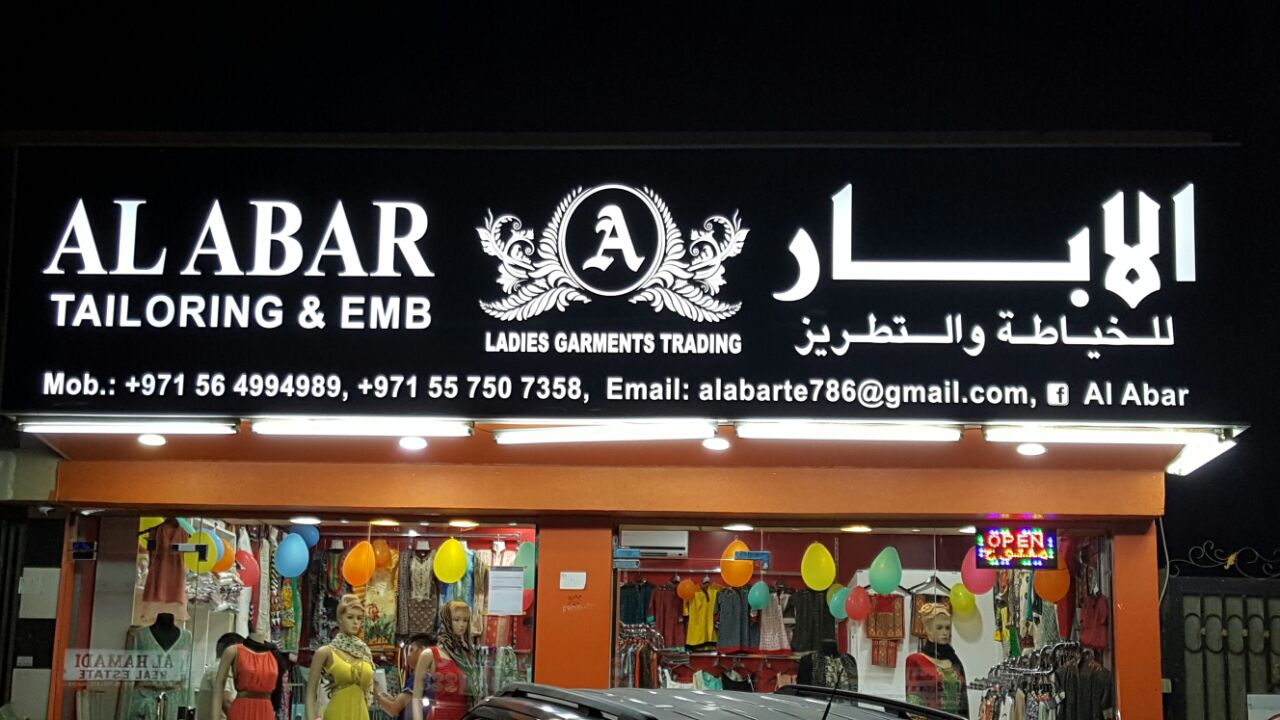 AL ABAR
TAILORING & EMB
A
LADIES GARMENTS TRADING
الابار
للخياطة والتطريز
Mob.: +971 56 4994989, +971 55 750 7358, Email: alabarte786@gmail.com, f Al Abar
OPEN
مفتوح
AL HAMADI
REAL ESTATE